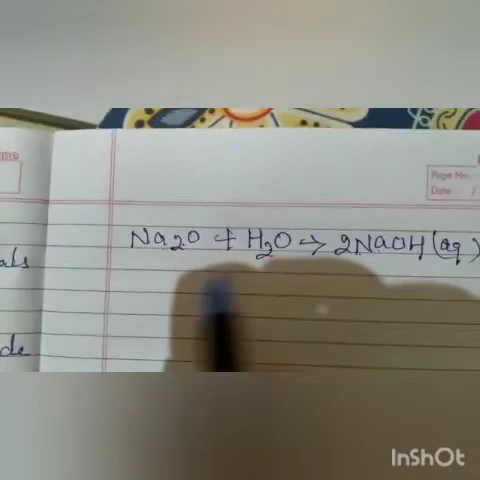 Page No.
Date /
Na2O + H2O → 2NaOH(aq)
als
de
InShOt